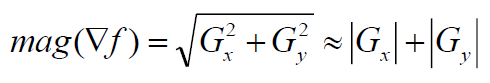 mag(∇f) = √(G_x^2 + G_y^2) ≈ |G_x| + |G_y|